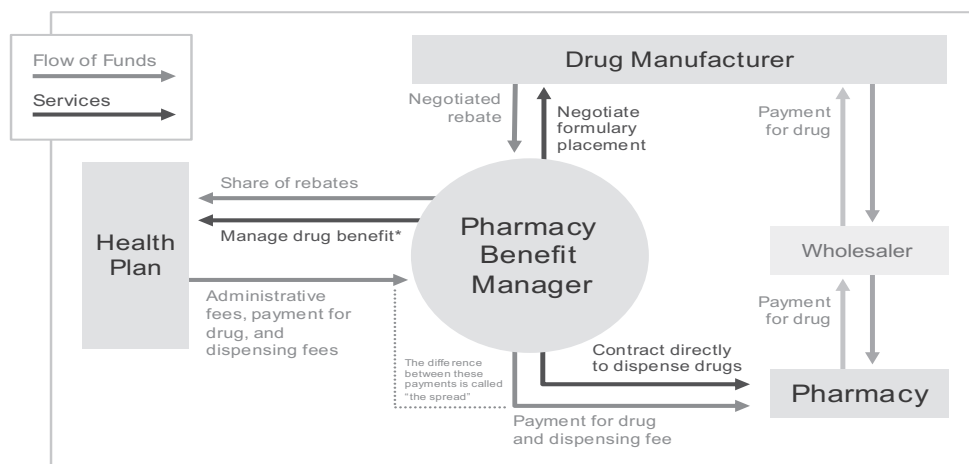 Flow of Funds
Services
Drug Manufacturer
Negotiated
rebate
Negotiate
formulary
placement
Payment
for drug
Share of rebates
Manage drug benefit*
Health
Plan
Pharmacy
Benefit
Manager
Wholesaler
Administrative
fees, payment for
drug, and
dispensing fees
Payment
for drug
The difference
between these
payments is called
“the spread”
Contract directly
to dispense drugs
Pharmacy
Payment for drug
and dispensing fee